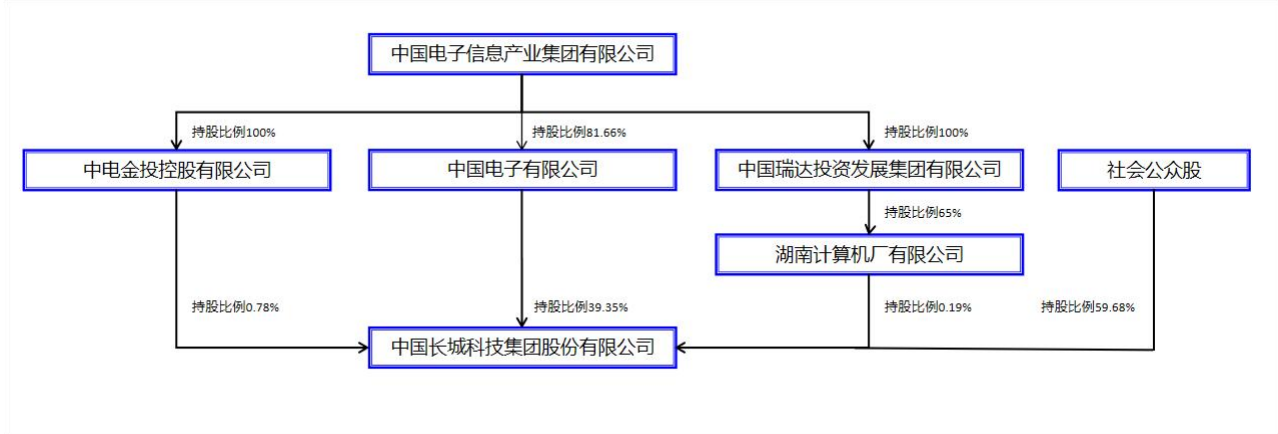 中国电子信息产业集团有限公司
持股比例100%
持股比例81.66%
持股比例100%
中电金投控股有限公司
中国电子有限公司
中国瑞达投资发展集团有限公司
社会公众股
持股比例65%
湖南计算机厂有限公司
持股比例0.78%
持股比例39.35%
持股比例0.19%
持股比例59.68%
中国长城科技集团股份有限公司